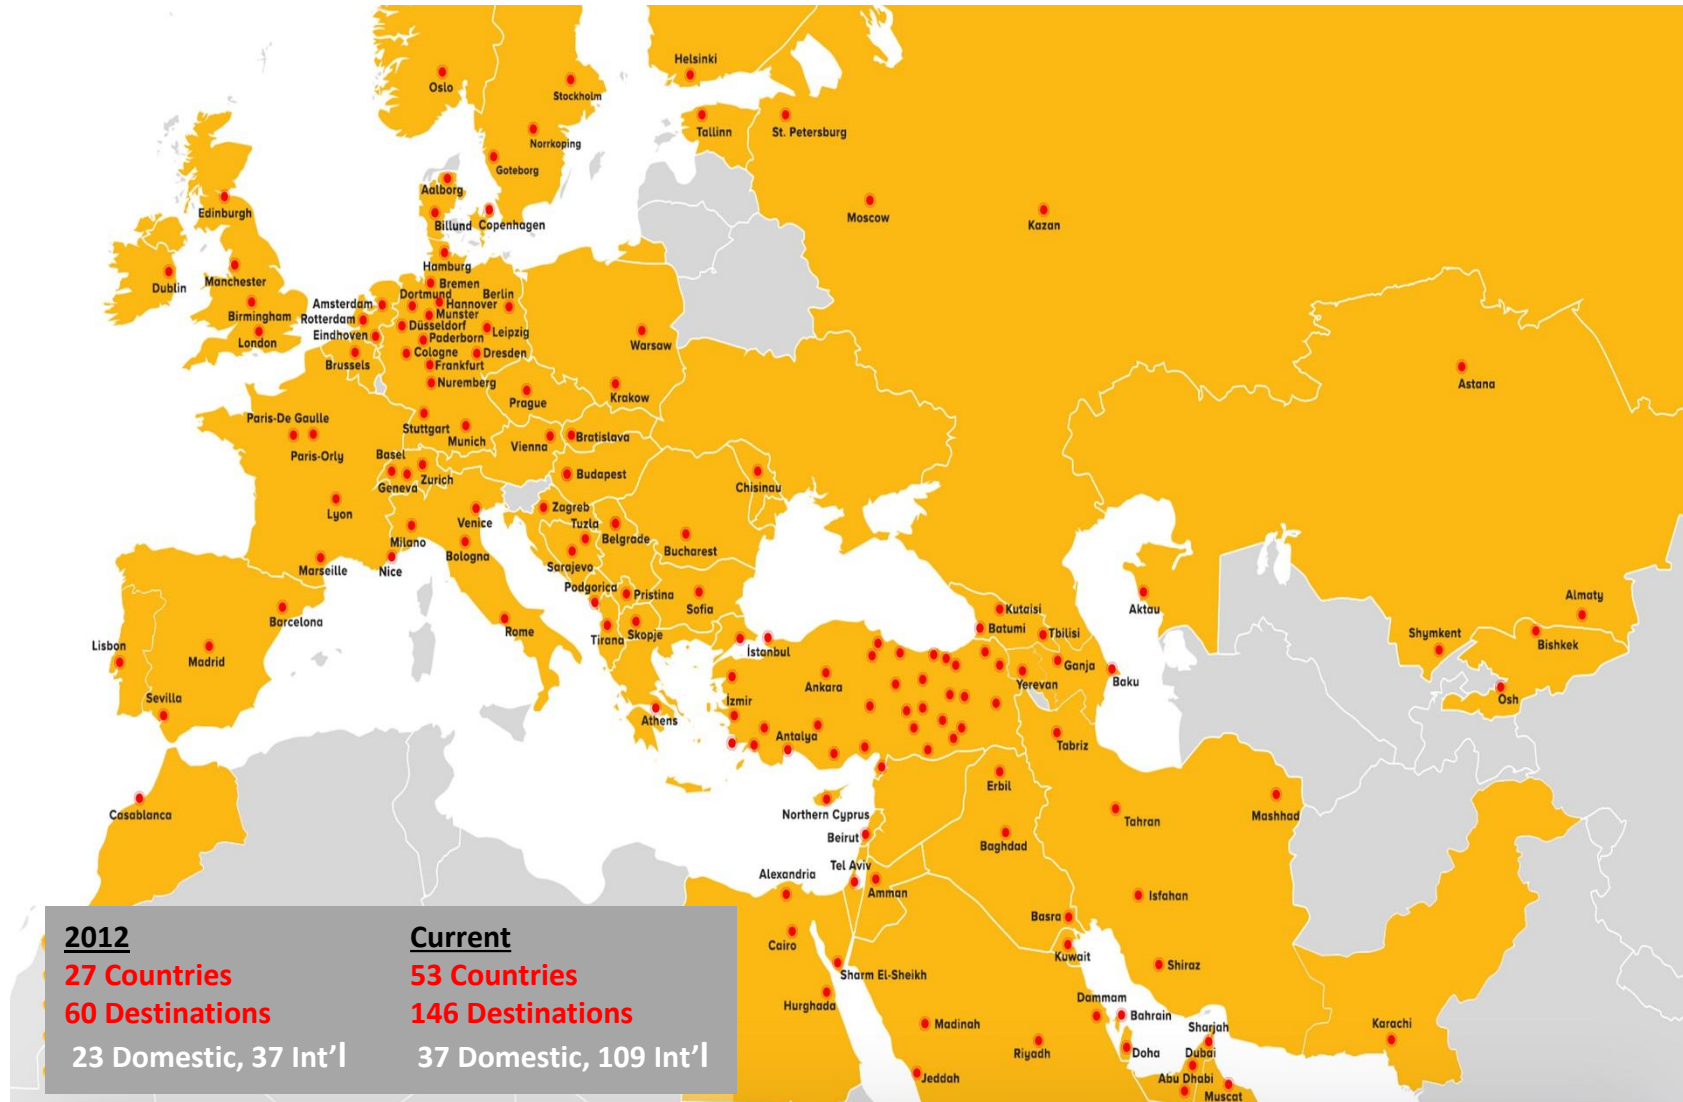 Helsinki
Oslo
Stockholm
Tallinn
St. Petersburg
Norrkoping
Goteborg
Aalborg
Edinburgh
Billund
Copenhagen
Moscow
Kazan
Hamburg
Manchester
Dublin
Bremen
Dortmund
Berlin
Amsterdam
Hannover
Birmingham
Rotterdam
Munster
Düsseldorf
Leipzig
Eindhoven
Paderborn
London
Warsaw
Cologne
Dresden
Brussels
Frankfurt
Nuremberg
Astana
Prague
Krakow
Paris-De Gaulle
Stuttgart
Munich
Vienna
Bratislava
Paris-Orly
Basel
Zurich
Geneva
Budapest
Chisinau
Lyon
Zagreb
Venice
Tuzla
Belgrade
Milano
Bologna
Bucharest
Sarajevo
Marseille
Nice
Podgorica
Pristina
Sofia
Aktau
Almaty
Kutaisi
Barcelona
Batumi
Tbilisi
Shymkent
Bishkek
Rome
Tirana
Skopje
İstanbul
Lisbon
Madrid
Ganja
Baku
Yerevan
Ankara
Sevilla
İzmir
Osh
Athens
Antalya
Tabriz
Erbil
Casablanca
Northern Cyprus
Tahran
Mashhad
Beirut
Baghdad
Tel Aviv
Alexandria
Amman
Isfahan
Basra
Cairo
Kuwait
Shiraz
Sharm El-Sheikh
Hurghada
Dammam
Bahrain
Madinah
Sharjah
Karachi
Riyadh
Doha
Dubai
Jeddah
Abu Dhabi
Muscat
2012
27 Countries
60 Destinations
23 Domestic, 37 Int'l
Current
53 Countries
146 Destinations
37 Domestic, 109 Int'l